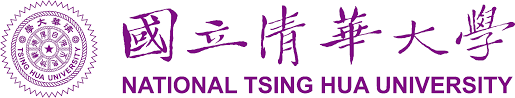 國立清華大學
NATIONAL TSING HUA UNIVERSITY
TSING HUA UNIVERSITY